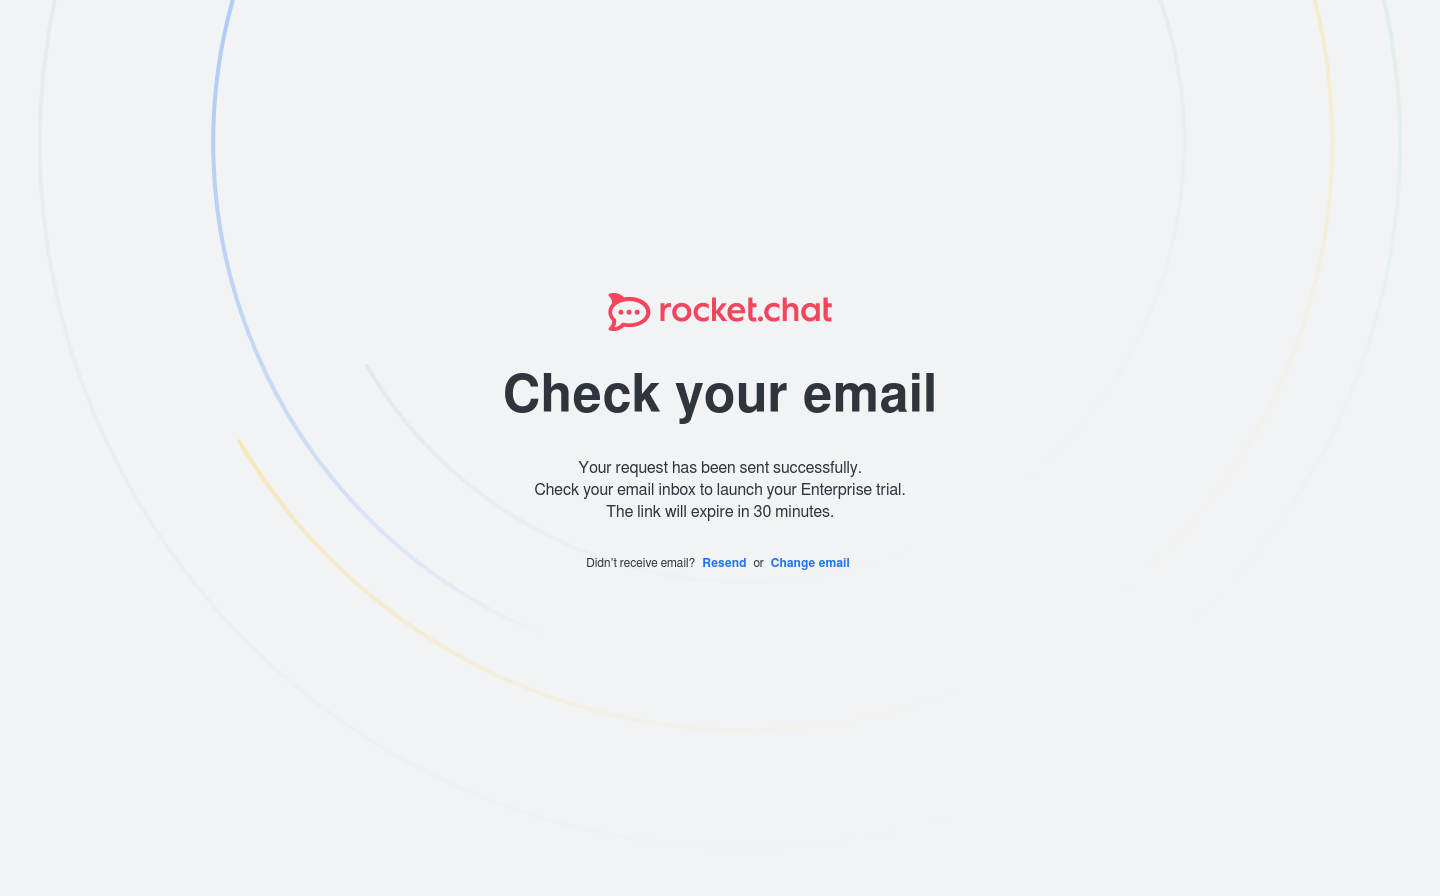 rocket.chat
Check your email
Your request has been sent successfully.
Check your email inbox to launch your Enterprise trial.
The link will expire in 30 minutes.
Didn't receive email? Resend or Change email